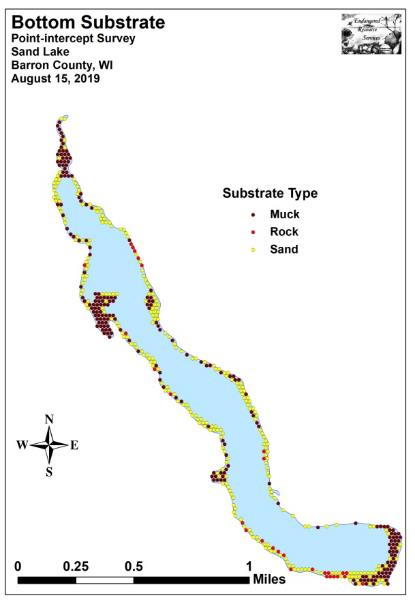 Bottom Substrate
Point-intercept Survey
Sand Lake
Barron County, WI
August 15, 2019
Endangered
Resource
Services
Substrate Type
Muck
Rock
Sand
N
W E
S
0 0.25 0.5 1
Miles